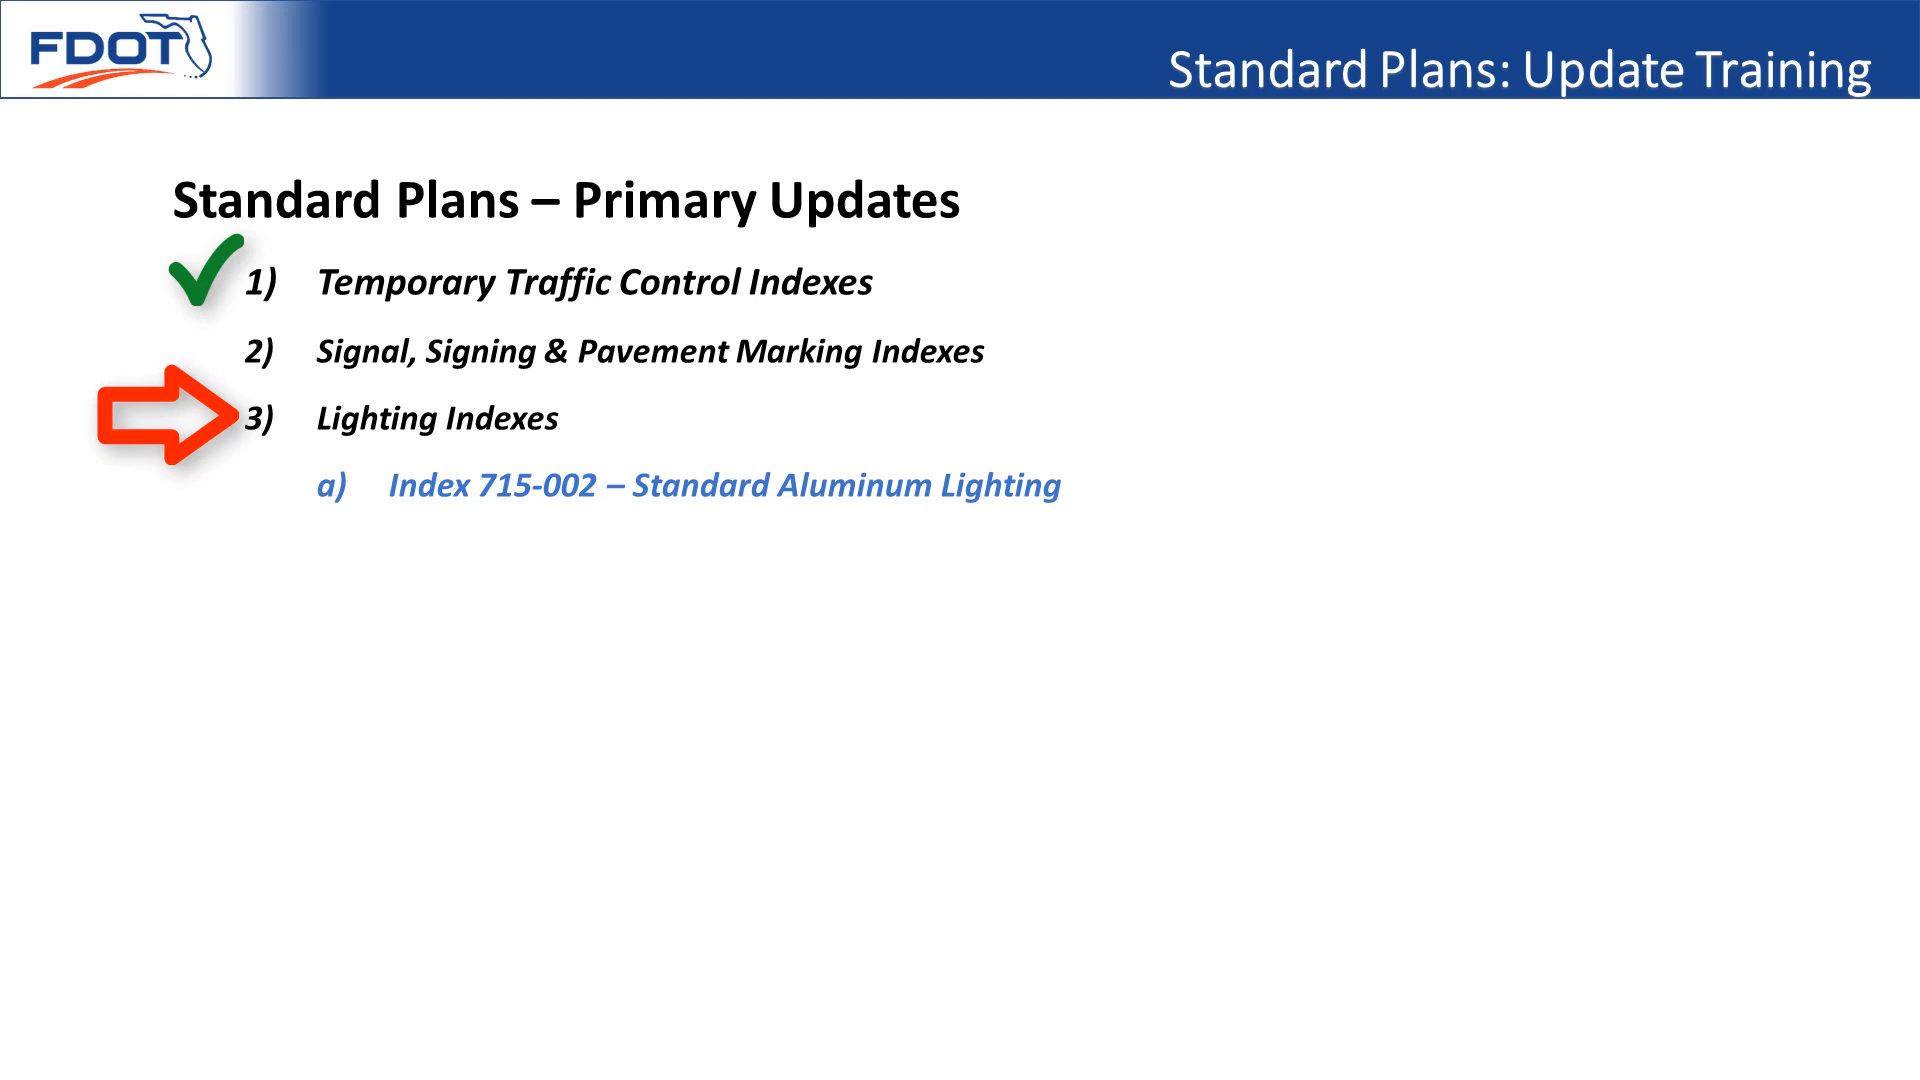 FDOT
Standard Plans: Update Training
Standard Plans – Primary Updates
1) Temporary Traffic Control Indexes
2) Signal, Signing & Pavement Marking Indexes
3) Lighting Indexes
a) Index 715-002 – Standard Aluminum Lighting